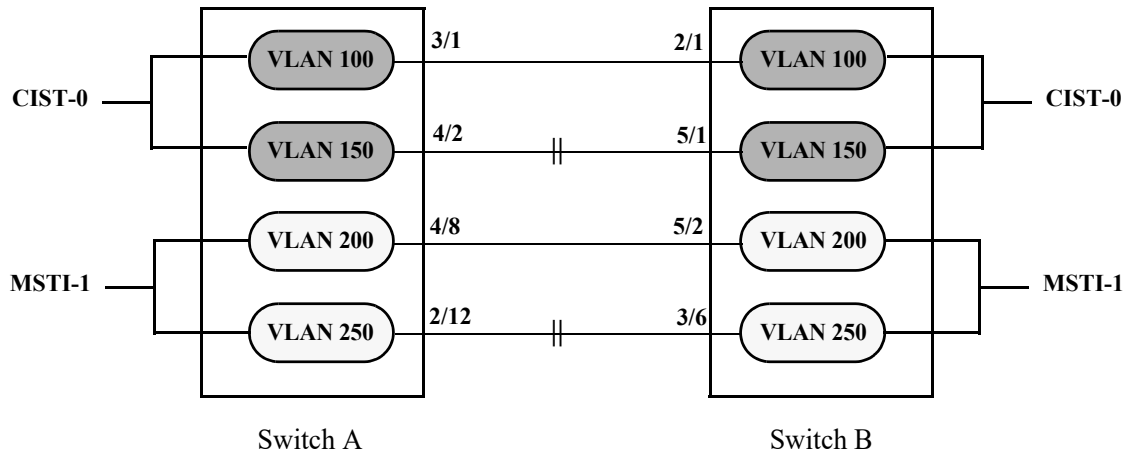 VLAN 100 3/1 2/1 VLAN 100
CIST-0 CIST-0
VLAN 150 4/2 5/1 VLAN 150
VLAN 200 4/8 5/2 VLAN 200
MSTI-1 MSTI-1
VLAN 250 2/12 3/6 VLAN 250
Switch A Switch B